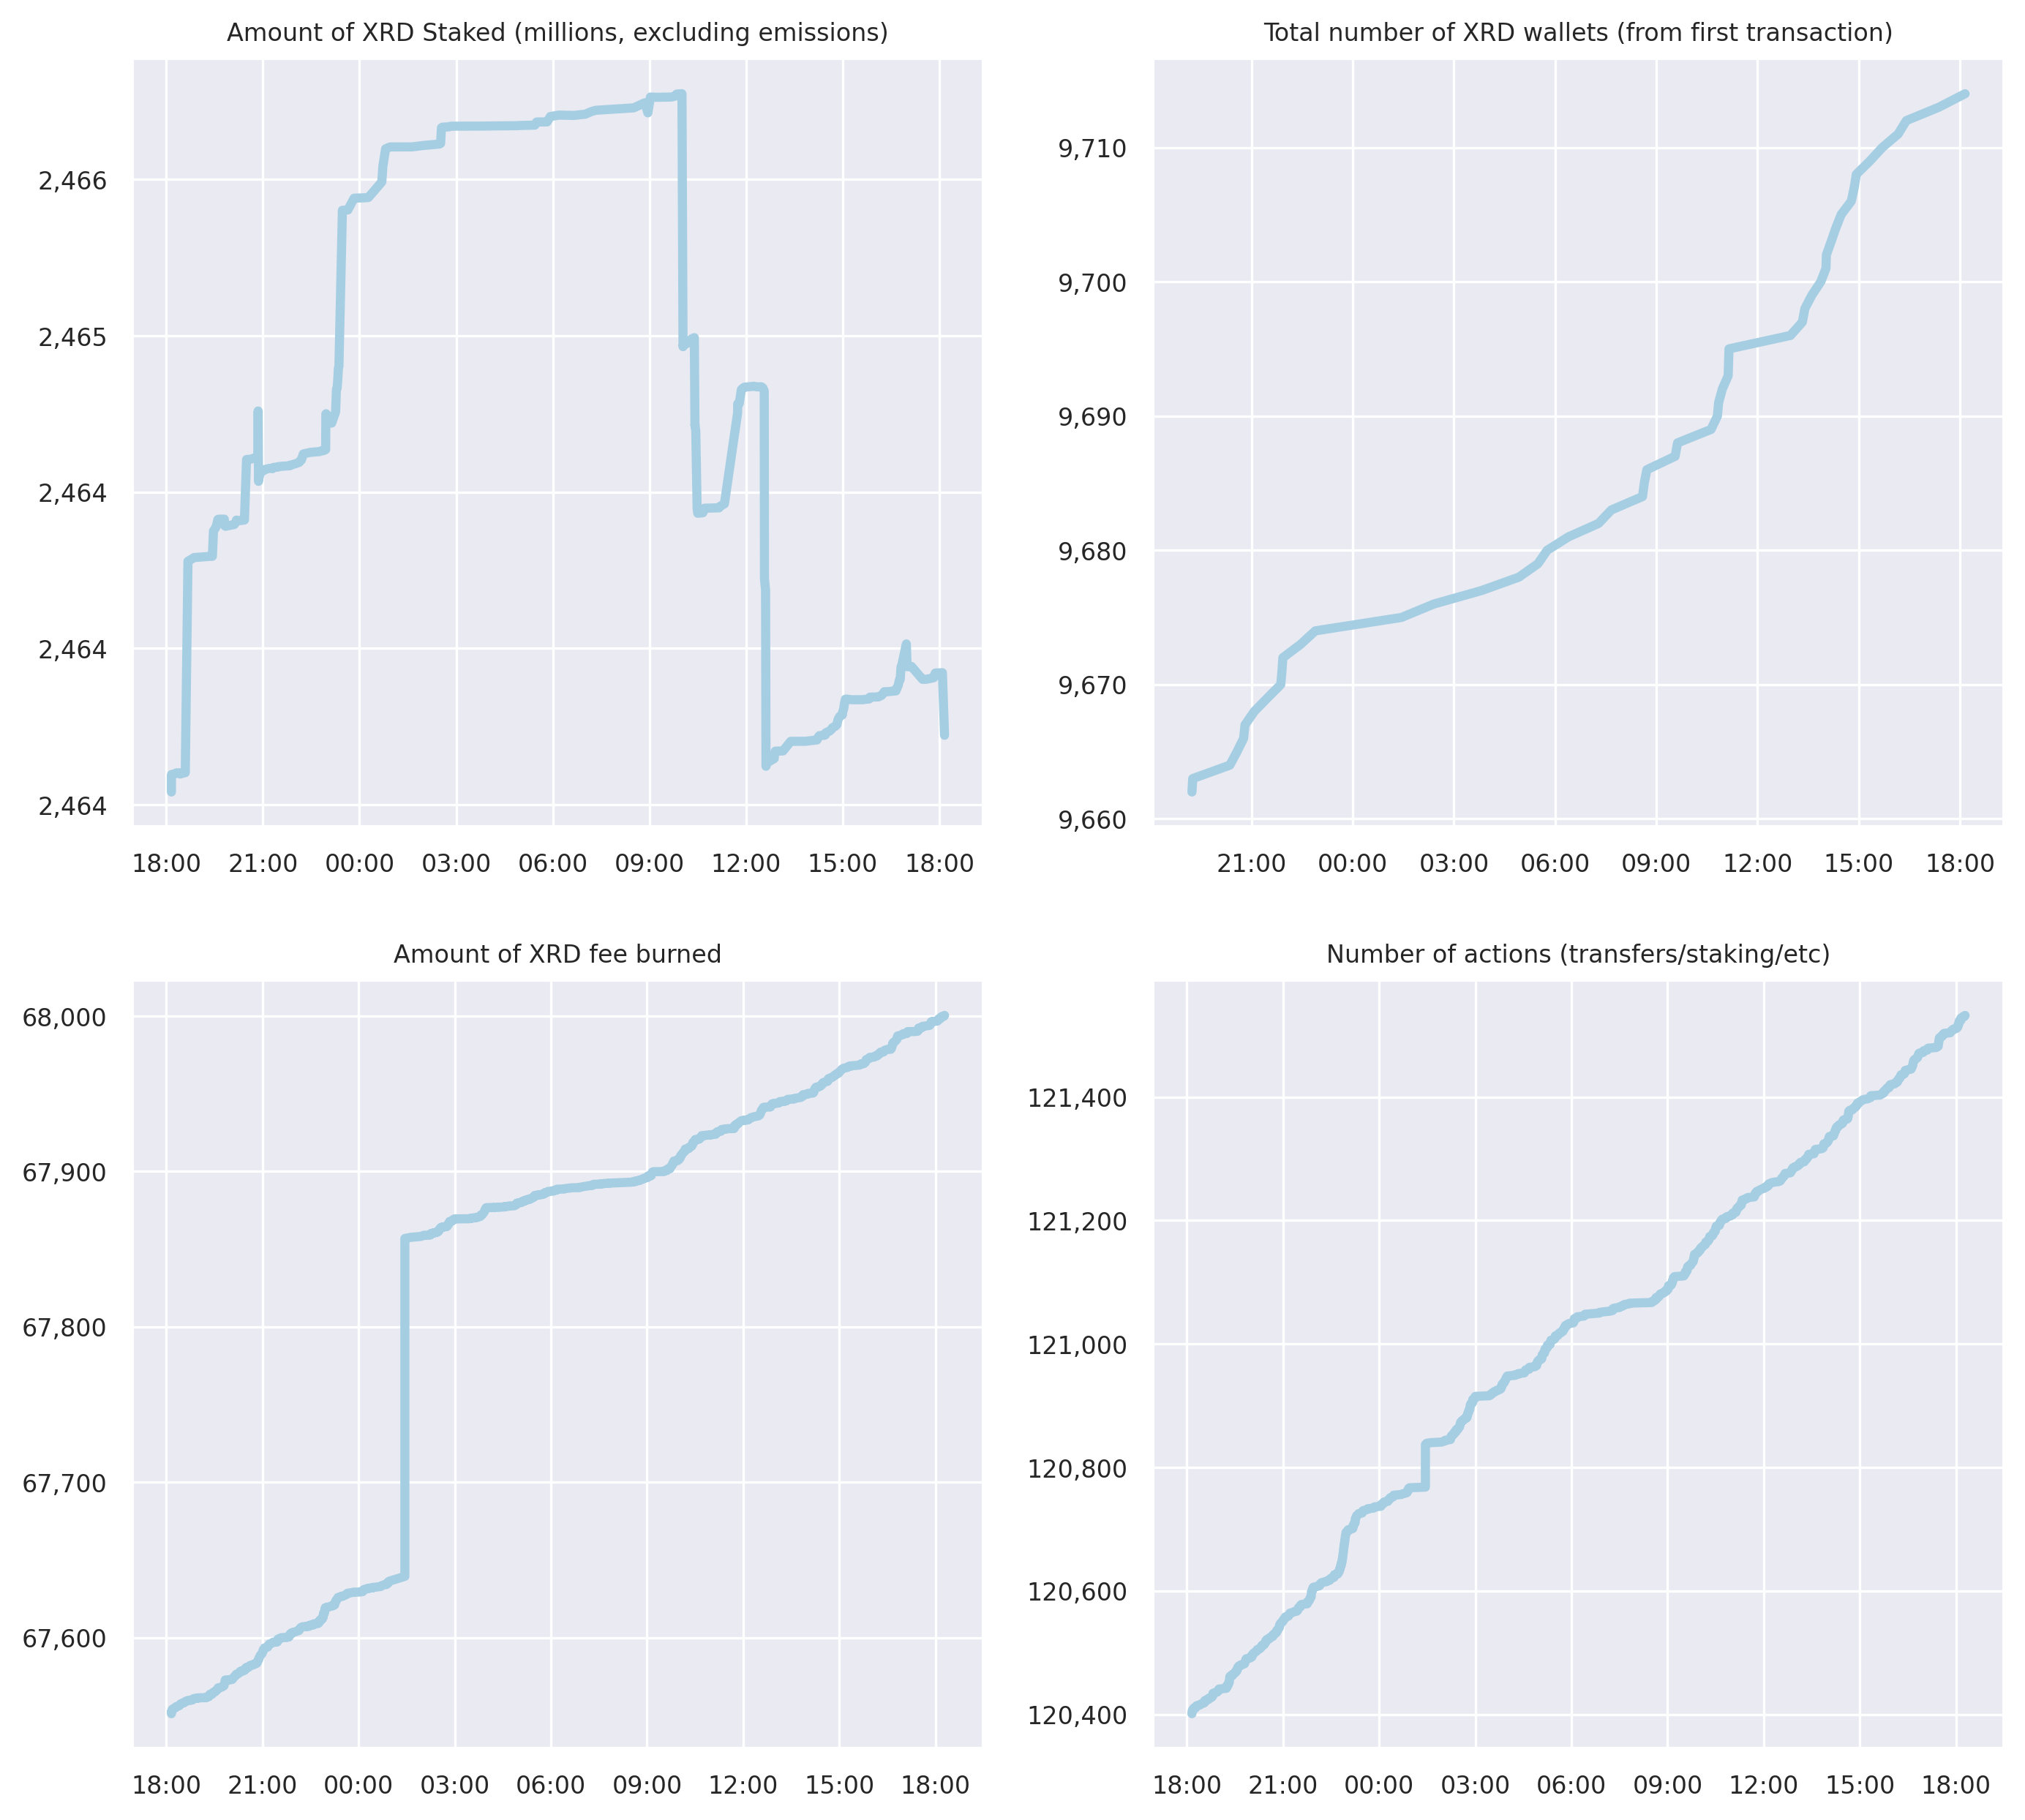 Amount of XRD Staked (millions, excluding emissions)
2,466
2,465
2,464
2,464
2,464
18:00 21:00 00:00 03:00 06:00 09:00 12:00 15:00 18:00
Total number of XRD wallets (from first transaction)
9,710
9,700
9,690
9,680
9,670
9,660
21:00 00:00 03:00 06:00 09:00 12:00 15:00 18:00
Amount of XRD fee burned
68,000
67,900
67,800
67,700
67,600
18:00 21:00 00:00 03:00 06:00 09:00 12:00 15:00 18:00
Number of actions (transfers/staking/etc)
121,400
121,200
121,000
120,800
120,600
120,400
18:00 21:00 00:00 03:00 06:00 09:00 12:00 15:00 18:00